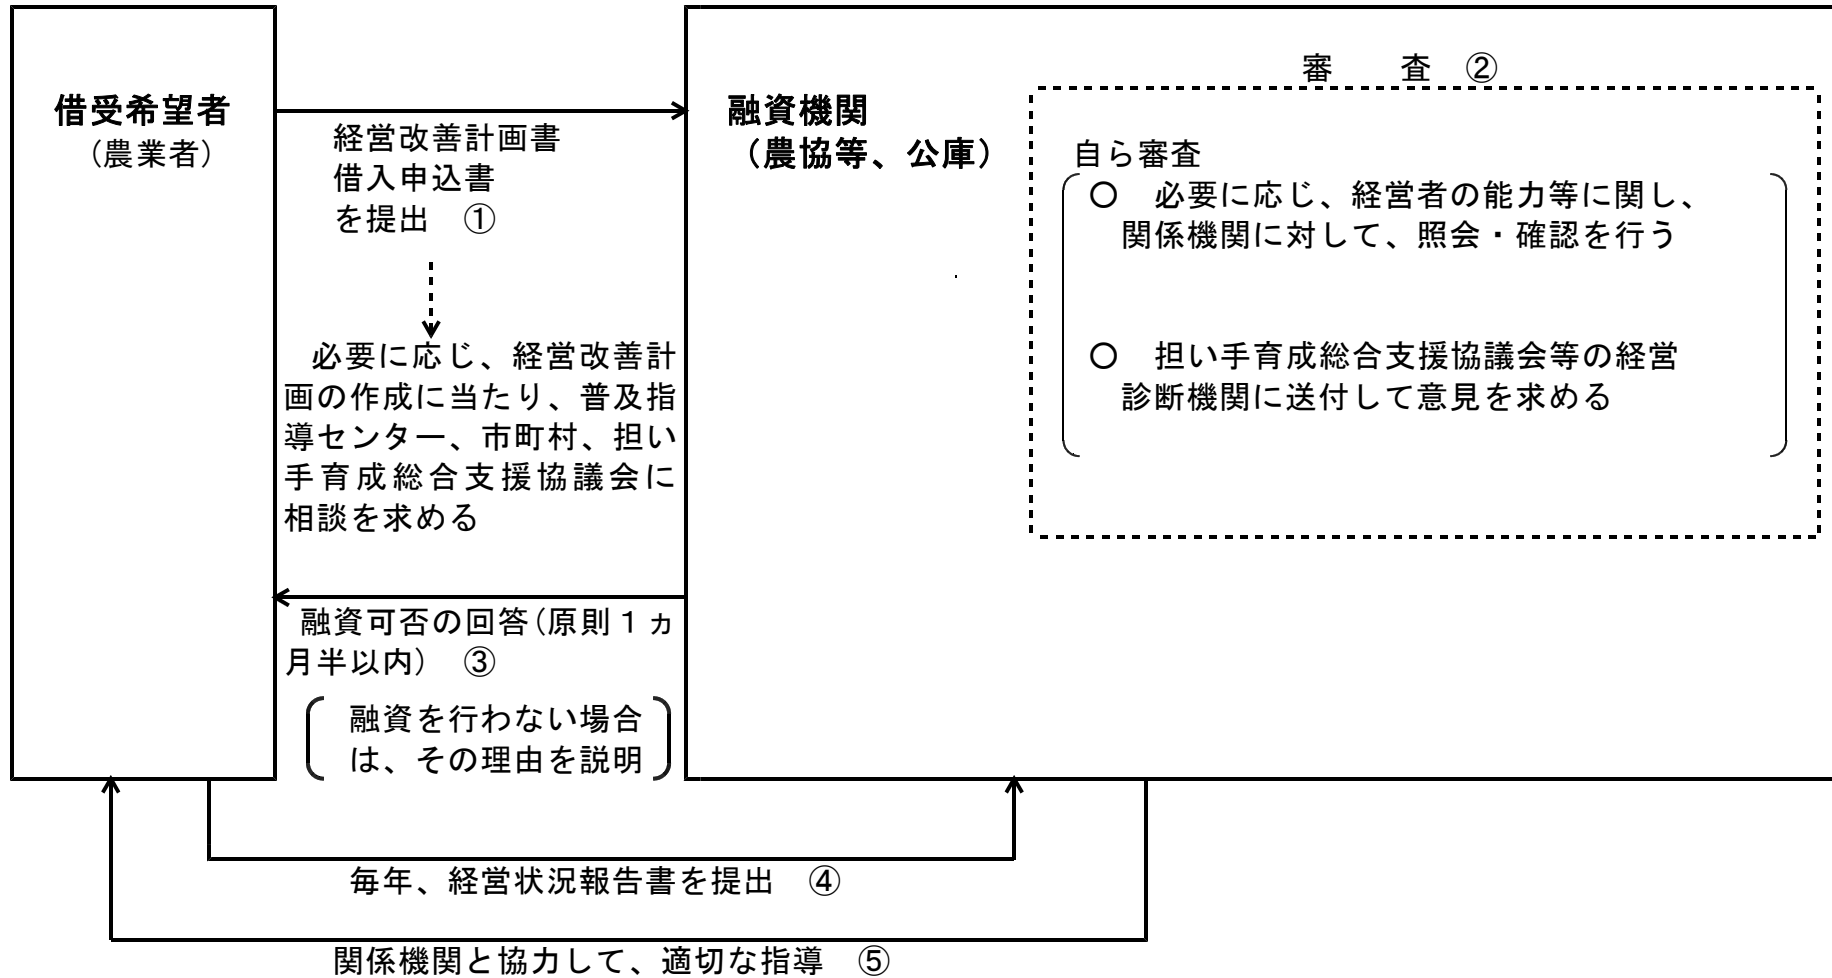 借受希望者
（農業者）
経営改善計画書
借入申込書
を提出　①
必要に応じ、経営改善計
画の作成に当たり、普及指
導センター、市町村、担い
手育成総合支援協議会に
相談を求める
融資機関
（農協等、公庫）
審　　査　②
自ら審査
○　必要に応じ、経営者の能力等に関し、
関係機関に対して、照会・確認を行う
○　担い手育成総合支援協議会等の経営
診断機関に送付して意見を求める
融資可否の回答(原則１ヵ
月半以内)　③
融資を行わない場合
は、その理由を説明
毎年、経営状況報告書を提出　④
関係機関と協力して、適切な指導　⑤